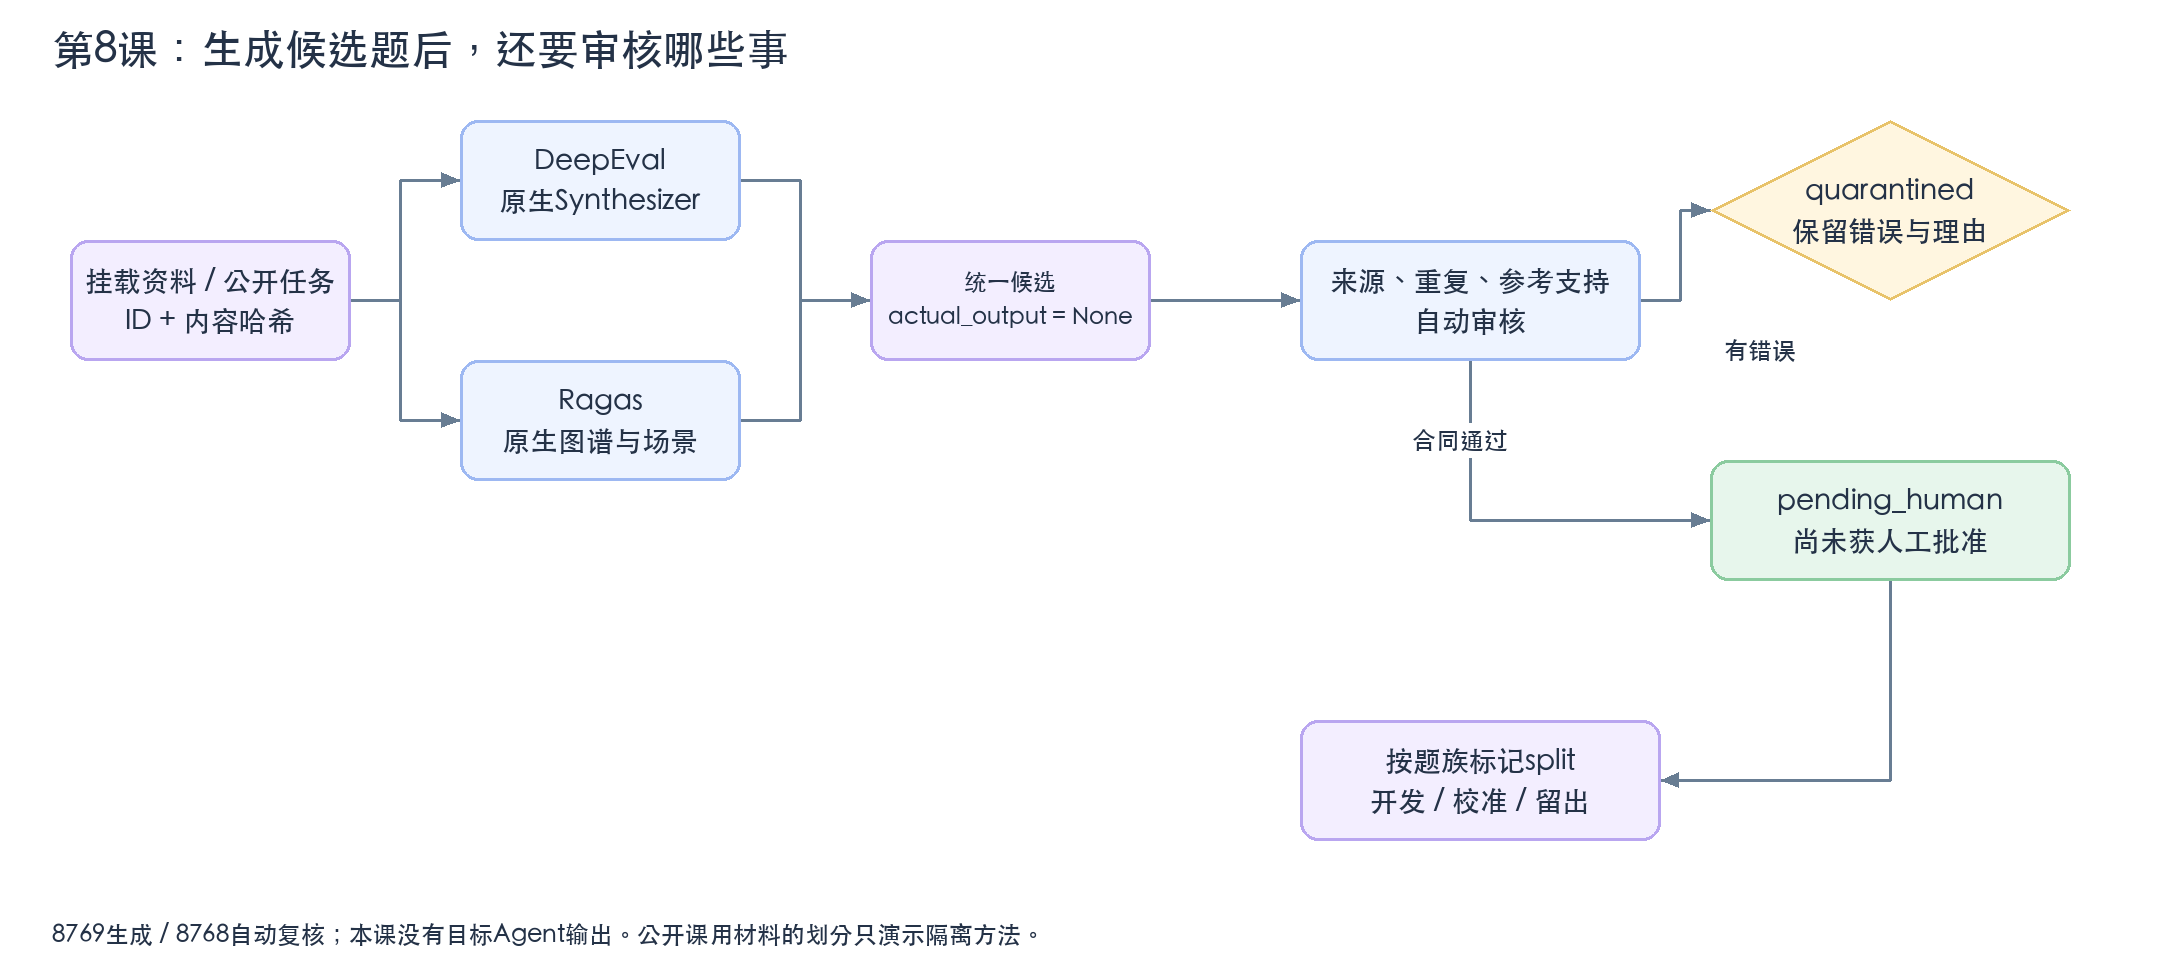 第8课：生成候选题后，还要审核哪些事
DeepEval
原生Synthesizer
挂载资料 / 公开任务
ID + 内容哈希
Ragas
原生图谱与场景
统一候选
actual_output = None
来源、重复、参考支持
自动审核
quarantined
保留错误与理由
有错误
合同通过
pending_human
尚未获人工批准
按题族标记split
开发 / 校准 / 留出
8769生成 / 8768自动复核；本课没有目标Agent输出。公开课用材料的划分只演示隔离方法。